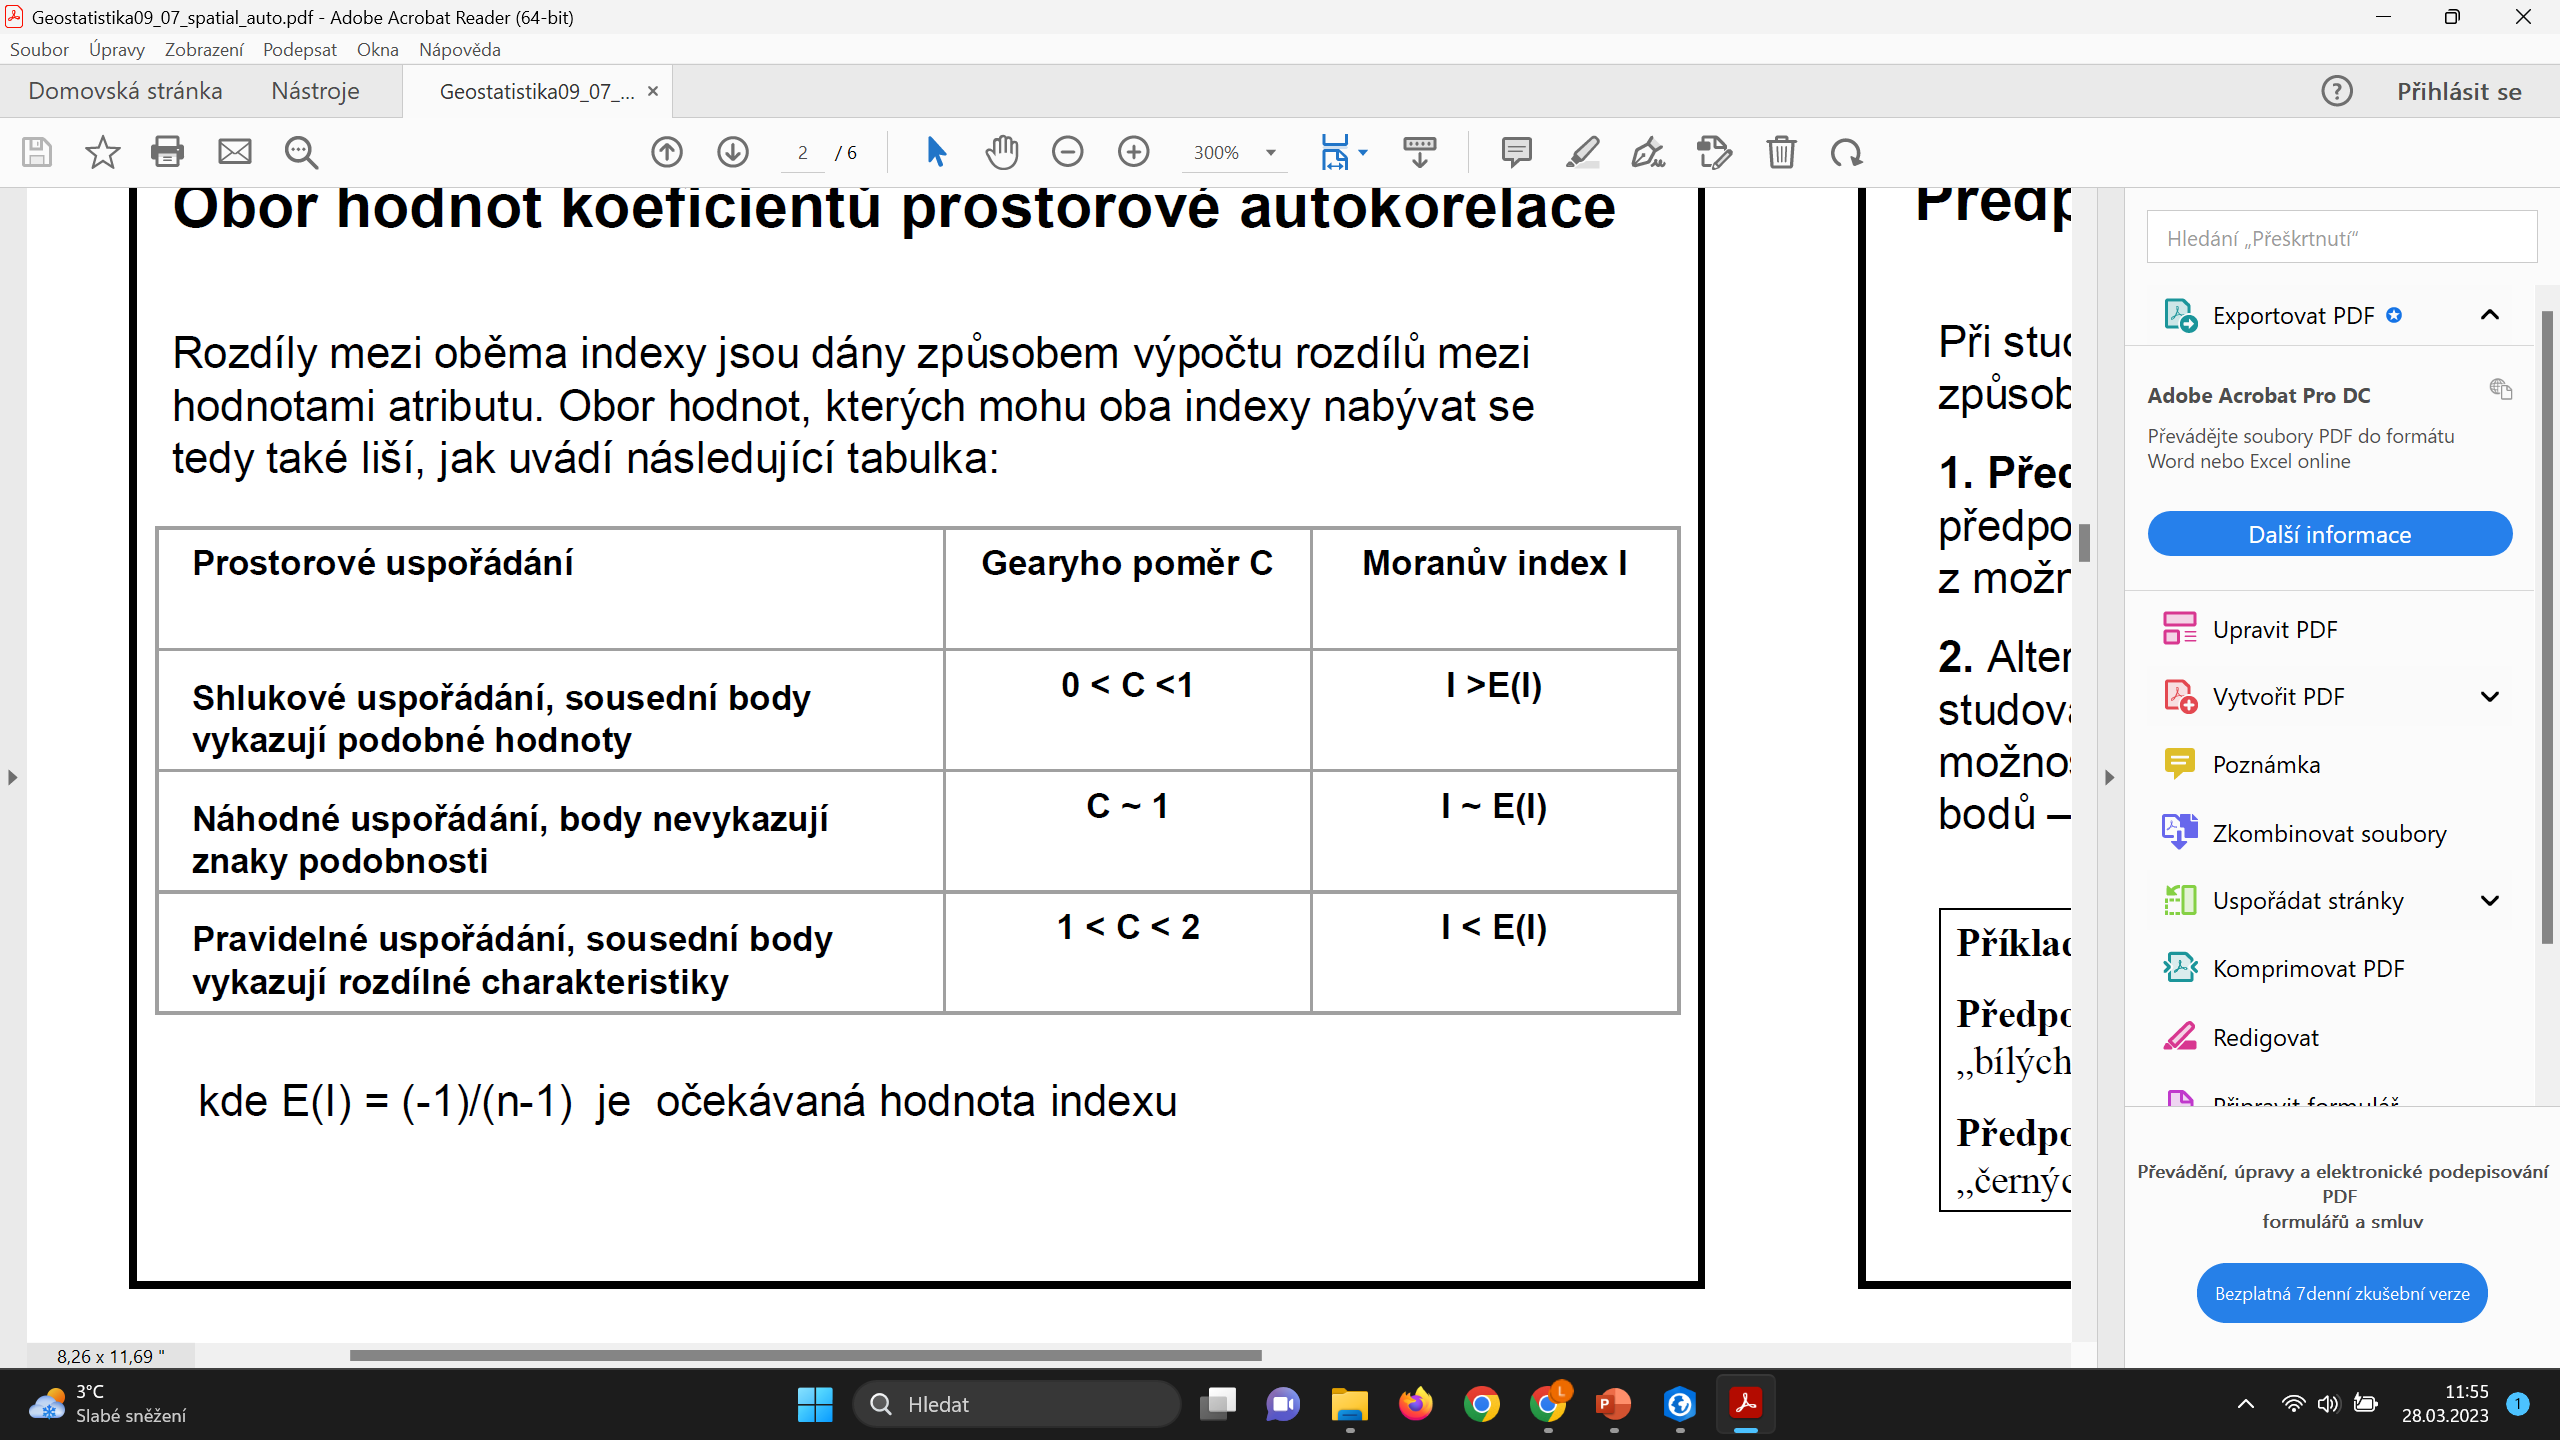 Geostatistika09_07_spatial_auto.pdf - Adobe Acrobat Reader (64-bit)
Soubor Úpravy Zobrazení Podepsat Okna Nápověda
Domovská stránka Nástroje Geostatistika09_07_... × Přihlásit se
2 / 6 300%
Obor hodnot koeficientů prostorové autokorelace
Rozdíly mezi oběma indexy jsou dány způsobem výpočtu rozdílů mezi
hodnotami atributu. Obor hodnot, kterých mohu oba indexy nabývat se
tedy také liší, jak uvádí následující tabulka:
Prostorové uspořádání Gearyho poměr C Moranův index I
Shlukové uspořádání, sousední body
vykazují podobné hodnoty
0 < C <1 I >E(I)
Náhodné uspořádání, body nevykazují
znaky podobnosti
C ~ 1 I ~ E(I)
Pravidelné uspořádání, sousední body
vykazují rozdílné charakteristiky
1 < C < 2 I < E(I)
kde E(I) = (-1)/(n-1) je očekávaná hodnota indexu
Předp
Při stud
způsob
1. Před
předpo
z možn
2. Alter
studova
možnos
bodů –
Příklad
Předpo
„bílých
Předpo
„černýc
Hledání „Přeškrtnutí“
Exportovat PDF
Adobe Acrobat Pro DC
Převádějte soubory PDF do formátu
Word nebo Excel online
Další informace
Upravit PDF
Vytvořit PDF
Poznámka
Zkombinovat soubory
Uspořádat stránky
Komprimovat PDF
Redigovat
Připravit formulář
Převádění, úpravy a elektronické podepisování
PDF
formulářů a smluv
Bezplatná 7denní zkušební verze
8,26 x 11,69 "
3°C
Slabé sněžení
Hledat
L
P
11:55
28.03.2023
1